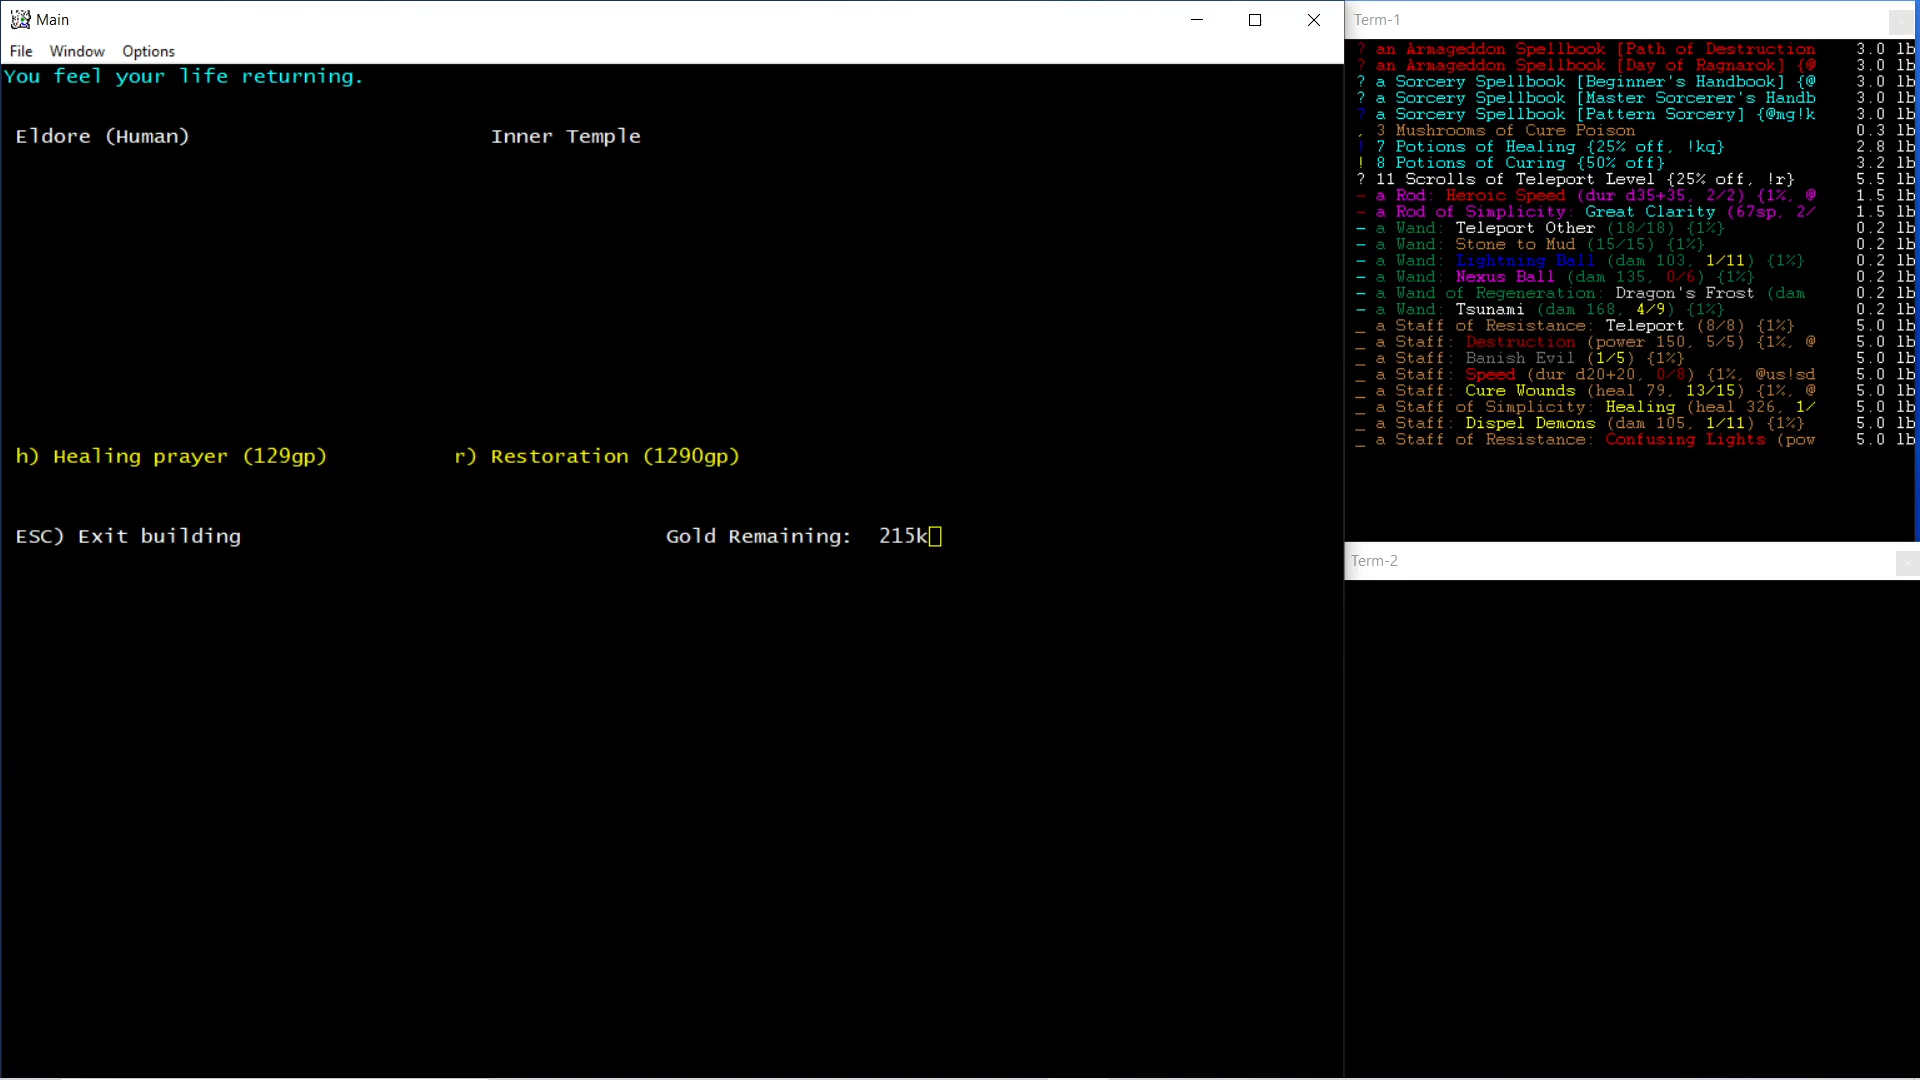 Main
File Window Options
You feel your life returning.
Eldore (Human) Inner Temple
h) Healing prayer (129gp) r) Restoration (1290gp)
ESC) Exit building Gold Remaining: 215k
Term-1
? an Armageddon Spellbook [Path of Destruction 3.0 lb
? an Armageddon Spellbook [Day of Ragnarok] {@ 3.0 lb
? a Sorcery Spellbook [Beginner's Handbook] {@ 3.0 lb
? a Sorcery Spellbook [Master Sorcerer's Handb 3.0 lb
? a Sorcery Spellbook [Pattern Sorcery] {@mg!k 3.0 lb
, 3 Mushrooms of Cure Poison 0.3 lb
! 7 Potions of Healing {25% off, !kq} 2.8 lb
! 8 Potions of Curing {50% off} 3.2 lb
? 11 Scrolls of Teleport Level {25% off, !r} 5.5 lb
- a Rod: Heroic Speed (dur d35+35, 2/2) {1%, @ 1.5 lb
- a Rod of Simplicity: Great Clarity (67sp, 2/ 1.5 lb
- a Wand: Teleport Other (18/18) {1%} 0.2 lb
- a Wand: Stone to Mud (15/15) {1%} 0.2 lb
- a Wand: Lightning Ball (dam 103, 1/11) {1%} 0.2 lb
- a Wand: Nexus Ball (dam 135, 0/6) {1%} 0.2 lb
- a Wand of Regeneration: Dragon's Frost (dam 0.2 lb
- a Wand: Tsunami (dam 168, 4/9) {1%} 0.2 lb
_ a Staff of Resistance: Teleport (8/8) {1%} 5.0 lb
_ a Staff: Destruction (power 150, 5/5) {1%, @ 5.0 lb
_ a Staff: Banish Evil (1/5) {1%} 5.0 lb
_ a Staff: Speed (dur d20+20, 0/8) {1%, @us!sd 5.0 lb
_ a Staff: Cure Wounds (heal 79, 13/15) {1%, @ 5.0 lb
_ a Staff of Simplicity: Healing (heal 326, 1/ 5.0 lb
_ a Staff: Dispel Demons (dam 105, 1/11) {1%} 5.0 lb
_ a Staff of Resistance: Confusing Lights (pow 5.0 lb
Term-2